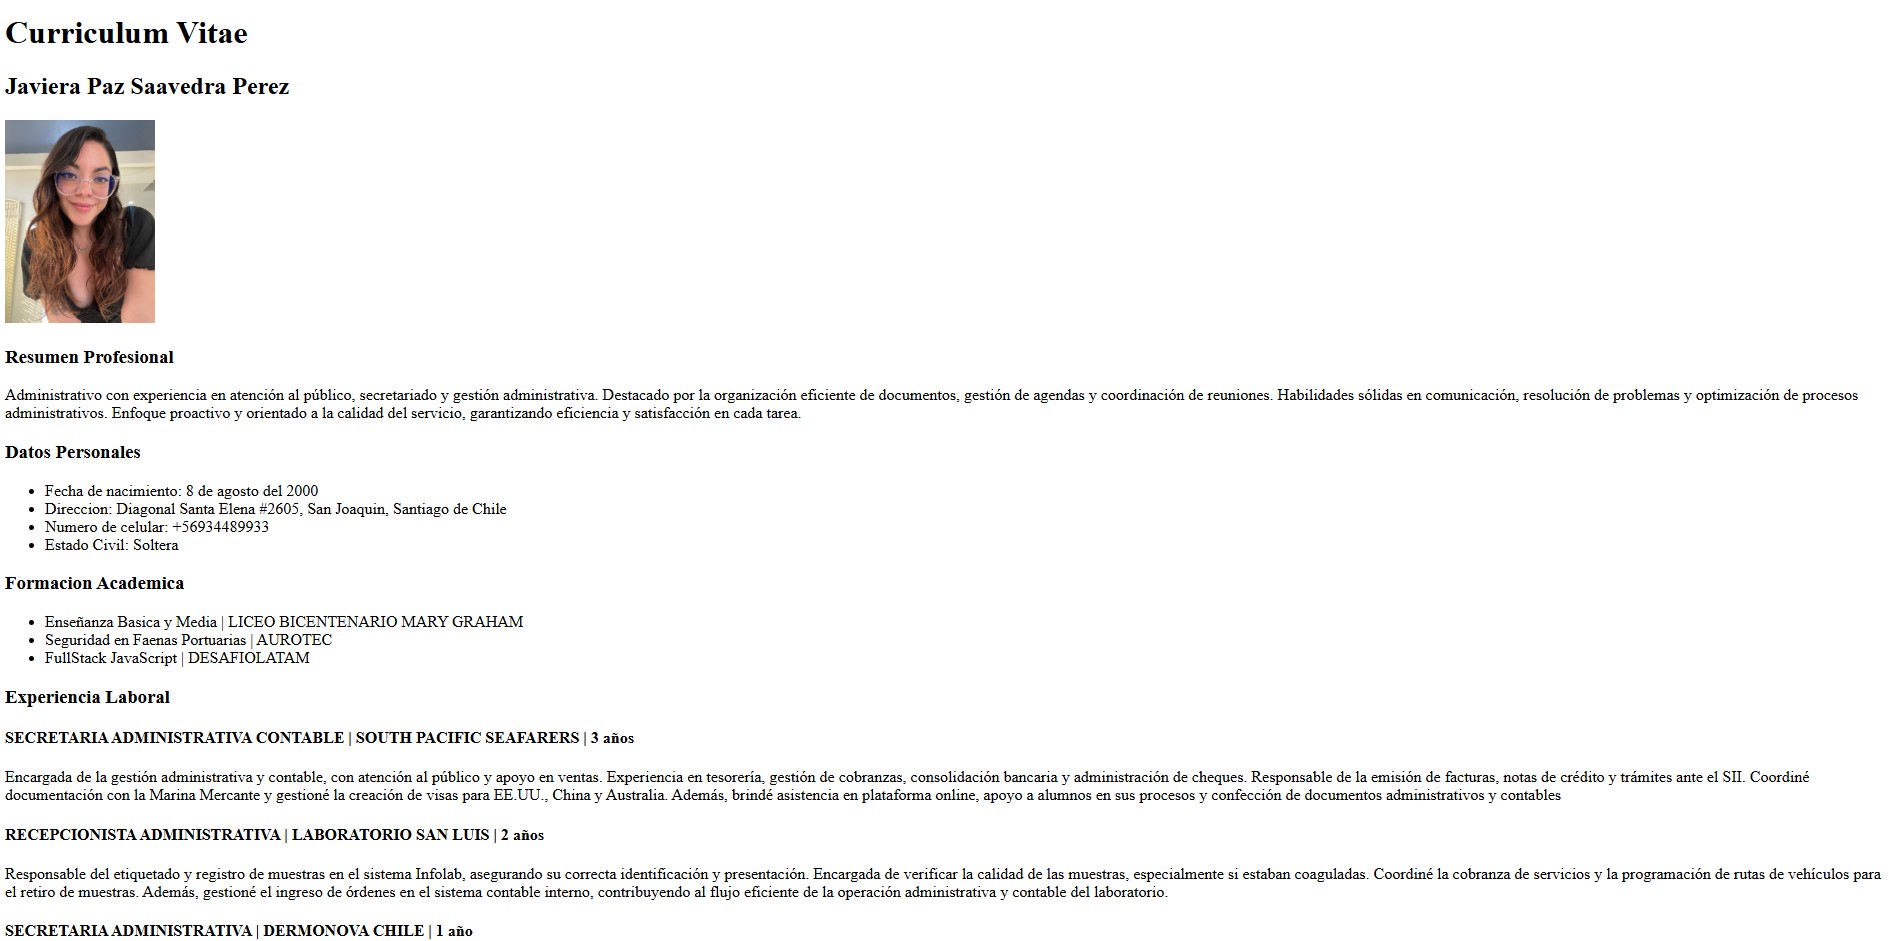 Curriculum Vitae
Javiera Paz Saavedra Perez
Resumen Profesional
Administrativo con experiencia en atención al público, secretariado y gestión administrativa. Destacado por la organización eficiente de documentos, gestión de agendas y coordinación de reuniones. Habilidades sólidas en comunicación, resolución de problemas y optimización de procesos
administrativos. Enfoque proactivo y orientado a la calidad del servicio, garantizando eficiencia y satisfacción en cada tarea.
Datos Personales
• Fecha de nacimiento: 8 de agosto del 2000
• Direccion: Diagonal Santa Elena #2605, San Joaquin, Santiago de Chile
• Numero de celular: +56934489933
• Estado Civil: Soltera
Formacion Academica
• Enseñanza Basica y Media | LICEO BICENTENARIO MARY GRAHAM
• Seguridad en Faenas Portuarias | AUROTEC
• FullStack JavaScript | DESAFIOLATAM
Experiencia Laboral
SECRETARIA ADMINISTRATIVA CONTABLE | SOUTH PACIFIC SEAFARERS | 3 años
Encargada de la gestión administrativa y contable, con atención al público y apoyo en ventas. Experiencia en tesorería, gestión de cobranzas, consolidación bancaria y administración de cheques. Responsable de la emisión de facturas, notas de crédito y trámites ante el SII. Coordiné
documentación con la Marina Mercante y gestioné la creación de visas para EE.UU., China y Australia. Además, brindé asistencia en plataforma online, apoyo a alumnos en sus procesos y confección de documentos administrativos y contables
RECEPCIONISTA ADMINISTRATIVA | LABORATORIO SAN LUIS | 2 años
Responsable del etiquetado y registro de muestras en el sistema Infolab, asegurando su correcta identificación y presentación. Encargada de verificar la calidad de las muestras, especialmente si estaban coaguladas. Coordiné la cobranza de servicios y la programación de rutas de vehículos para
el retiro de muestras. Además, gestioné el ingreso de órdenes en el sistema contable interno, contribuyendo al flujo eficiente de la operación administrativa y contable del laboratorio.
SECRETARIA ADMINISTRATIVA | DERMONOVA CHILE | 1 año